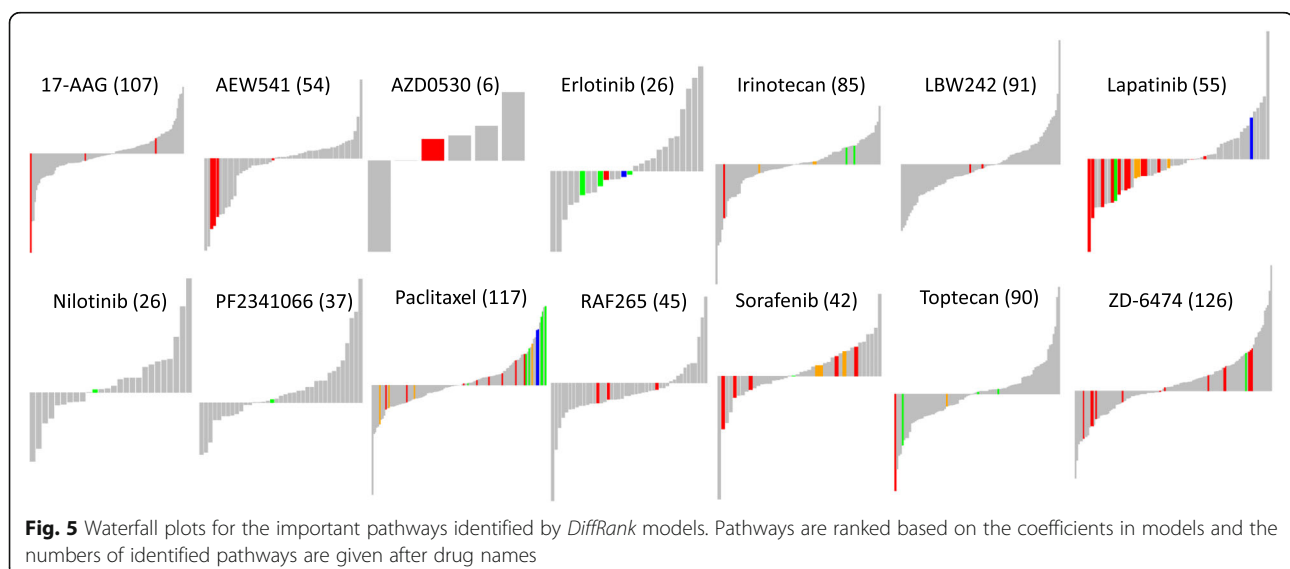 17-AAG (107)
AEW541 (54)
AZD0530 (6)
Erlotinib (26)
Irinotecan (85)
LBW242 (91)
Lapatinib (55)
Nilotinib (26)
PF2341066 (37)
Paclitaxel (117)
RAF265 (45)
Sorafenib (42)
Toptecan (90)
ZD-6474 (126)
Fig. 5 Waterfall plots for the important pathways identified by DiffRank models. Pathways are ranked based on the coefficients in models and the
numbers of identified pathways are given after drug names